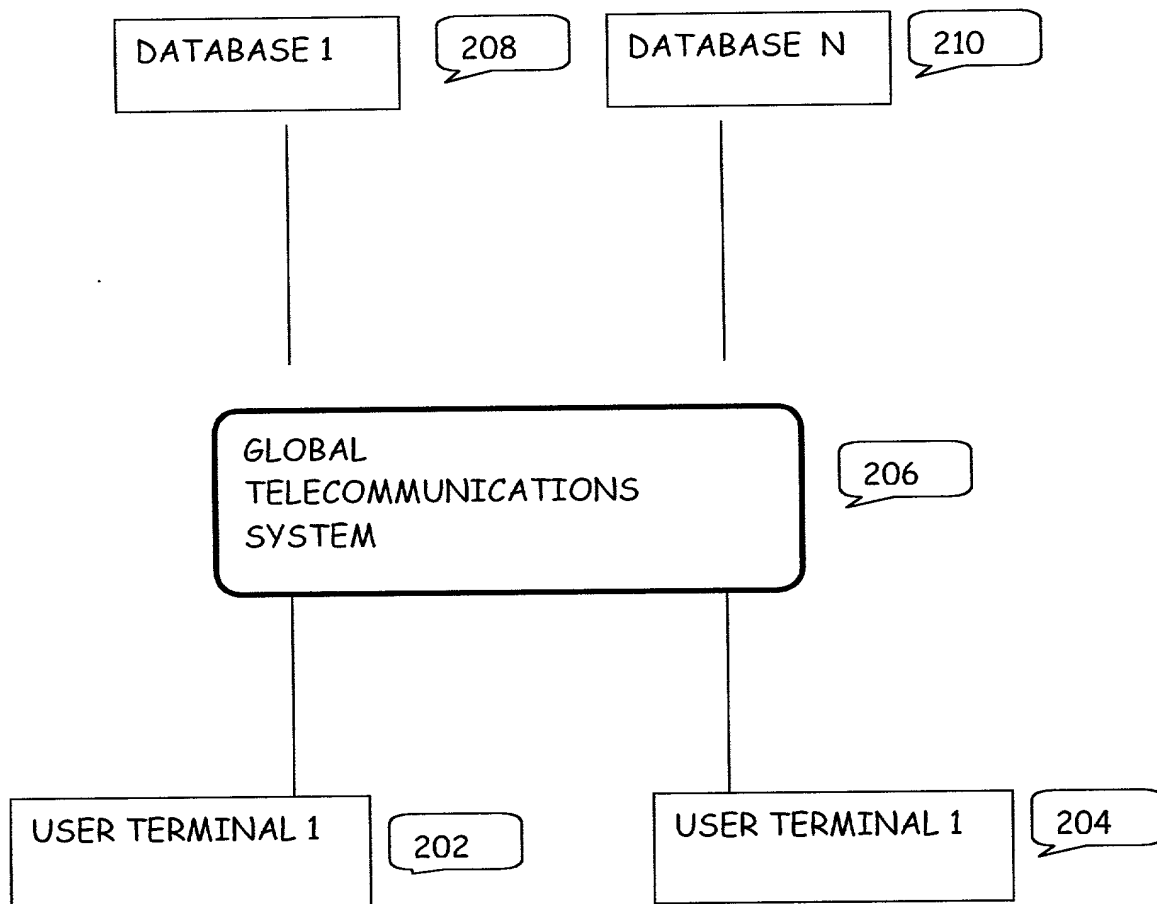 DATABASE 1
208
DATABASE N
210
GLOBAL
TELECOMMUNICATIONS
SYSTEM
206
USER TERMINAL 1
202
USER TERMINAL 1
204